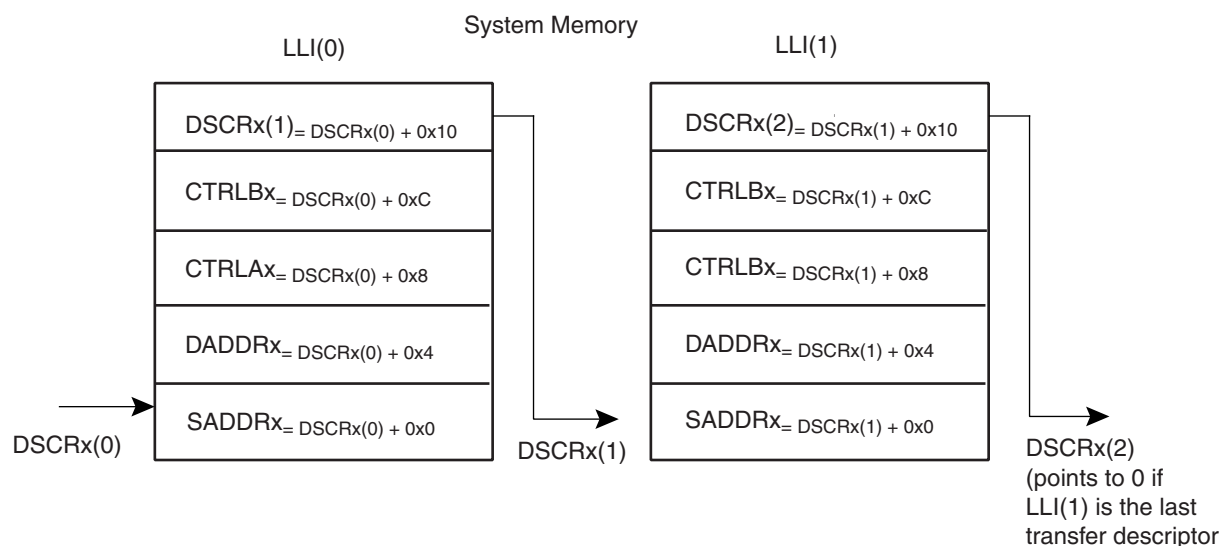 System Memory
LLI(0)
LLI(1)
DSCRx(1)= DSCRx(0) + 0x10
CTRLBx= DSCRx(0) + 0xC
CTRLAx= DSCRx(0) + 0x8
DADDRx= DSCRx(0) + 0x4
SADDRx= DSCRx(0) + 0x0
DSCRx(0)
DSCRx(1)
DSCRx(2)= DSCRx(1) + 0x10
CTRLBx= DSCRx(1) + 0xC
CTRLBx= DSCRx(1) + 0x8
DADDRx= DSCRx(1) + 0x4
SADDRx= DSCRx(1) + 0x0
DSCRx(2)
(points to 0 if
LLI(1) is the last
transfer descriptor